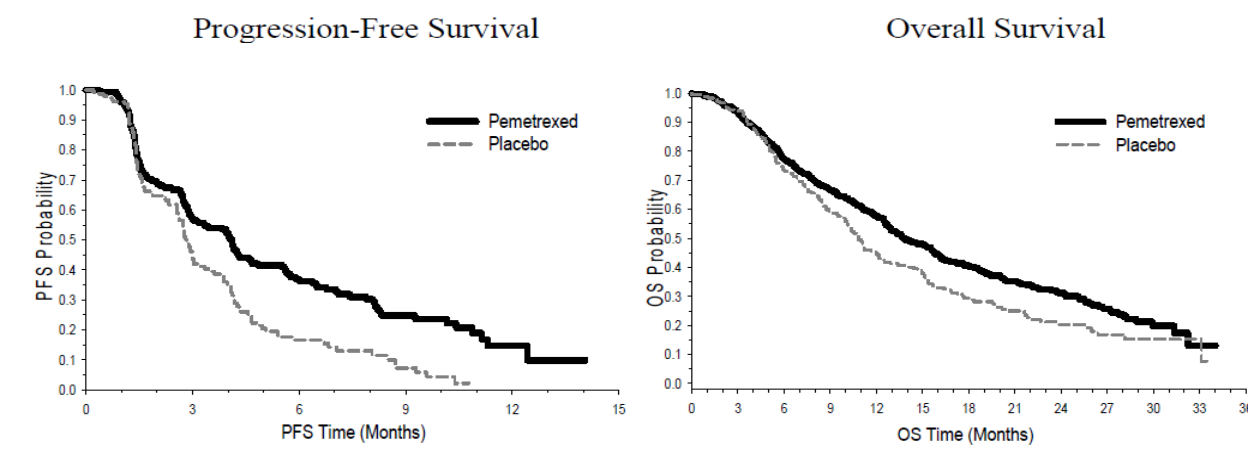 Progression-Free Survival
1.0
0.9
0.8
0.7
0.6
0.5
0.4
0.3
0.2
0.1
0.0
PFS Probability
Pemetrexed
Placebo
0 3 6 9 12 15
PFS Time (Months)
Overall Survival
1.0
0.9
0.8
0.7
0.6
0.5
0.4
0.3
0.2
0.1
0.0
OS Probability
Pemetrexed
Placebo
0 3 6 9 12 15 18 21 24 27 30 33 36
OS Time (Months)